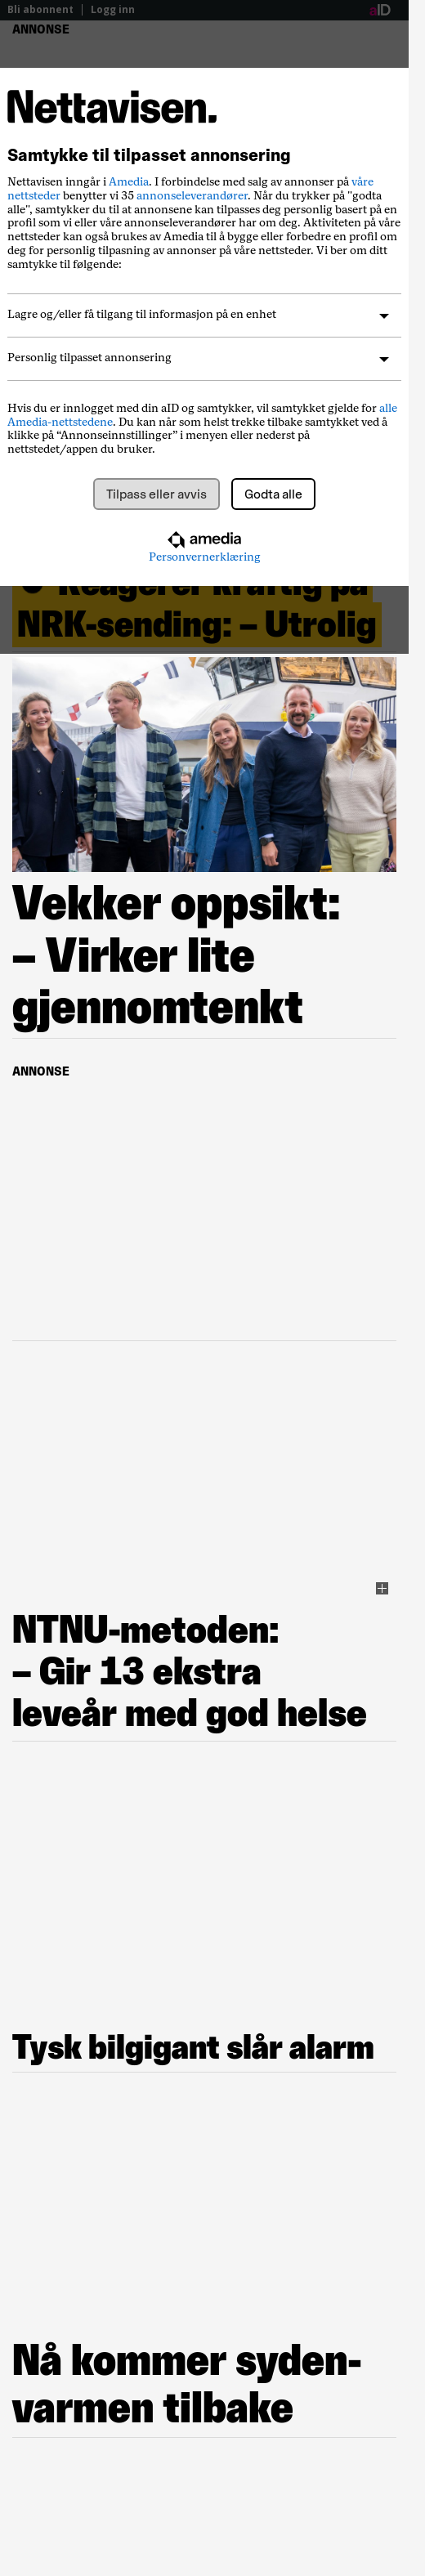 Bli abonnent | Logg inn
aID
ANNONSE
Nettavisen.
Samtykke til tilpasset annonsering
Nettavisen inngår i Amedia. I forbindelse med salg av annonser på våre
nettsteder benytter vi 35 annonseleverandører. Når du trykker på "godta
alle", samtykker du til at annonsene kan tilpasses deg personlig basert på en
profil som vi eller våre annonseleverandører har om deg. Aktiviteten på våre
nettsteder kan også brukes av Amedia til å bygge eller forbedre en profil om
deg for personlig tilpasning av annonser på våre nettsteder. Vi ber om ditt
samtykke til følgende:
Lagre og/eller få tilgang til informasjon på en enhet
Personlig tilpasset annonsering
Hvis du er innlogget med din aID og samtykker, vil samtykket gjelde for alle
Amedia-nettstedene. Du kan når som helst trekke tilbake samtykket ved å
klikke på “Annonseinnstillinger” i menyen eller nederst på
nettstedet/appen du bruker.
Tilpass eller avvis
Godta alle
amedia
Personvernerklæring
Reagerer kraftig på
NRK-sending: – Utrolig
Vekker oppsikt:
– Virker lite
gjennomtenkt
ANNONSE
NTNU-metoden:
– Gir 13 ekstra
leveår med god helse
Tysk bilgigant slår alarm
Nå kommer syden-
varmen tilbake